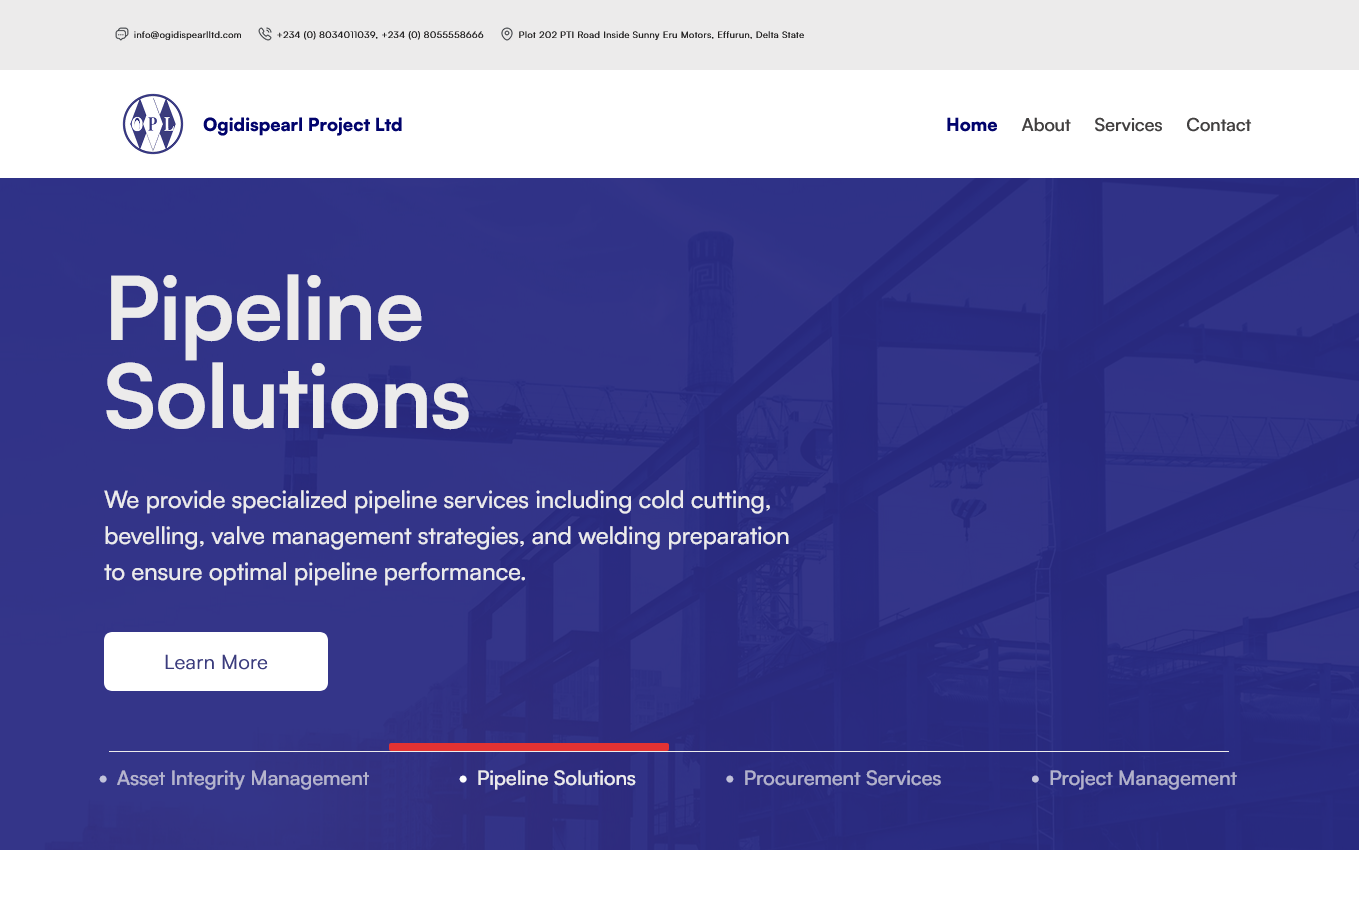 info@ogidispearlltd.com
+234 (0) 8034011039, +234 (0) 8055558666
Plot 202 PTI Road Inside Sunny Eru Motors, Effurun, Delta State
OPL
Ogidispearl Project Ltd
Home
About
Services
Contact
Pipeline
Solutions
We provide specialized pipeline services including cold cutting,
bevelling, valve management strategies, and welding preparation
to ensure optimal pipeline performance.
Learn More
Asset Integrity Management
Pipeline Solutions
Procurement Services
Project Management